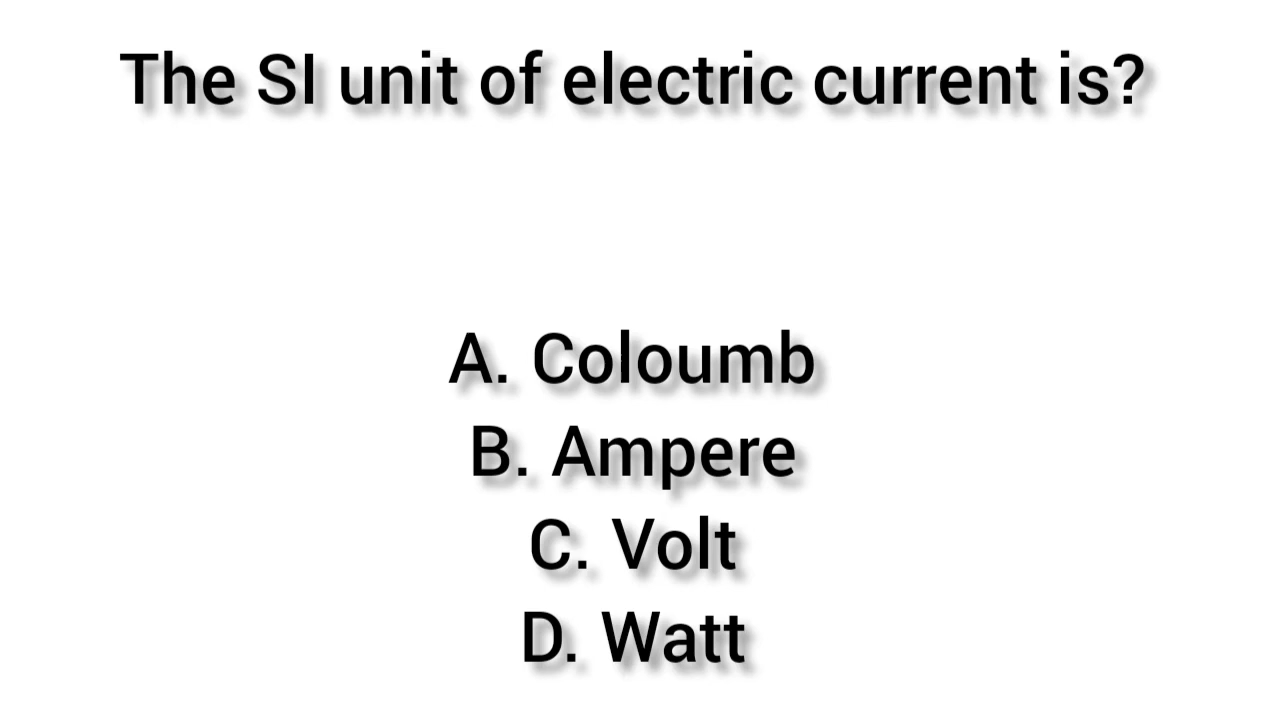 The SI unit of electric current is?
A. Coloumb
B. Ampere
C. Volt
D. Watt